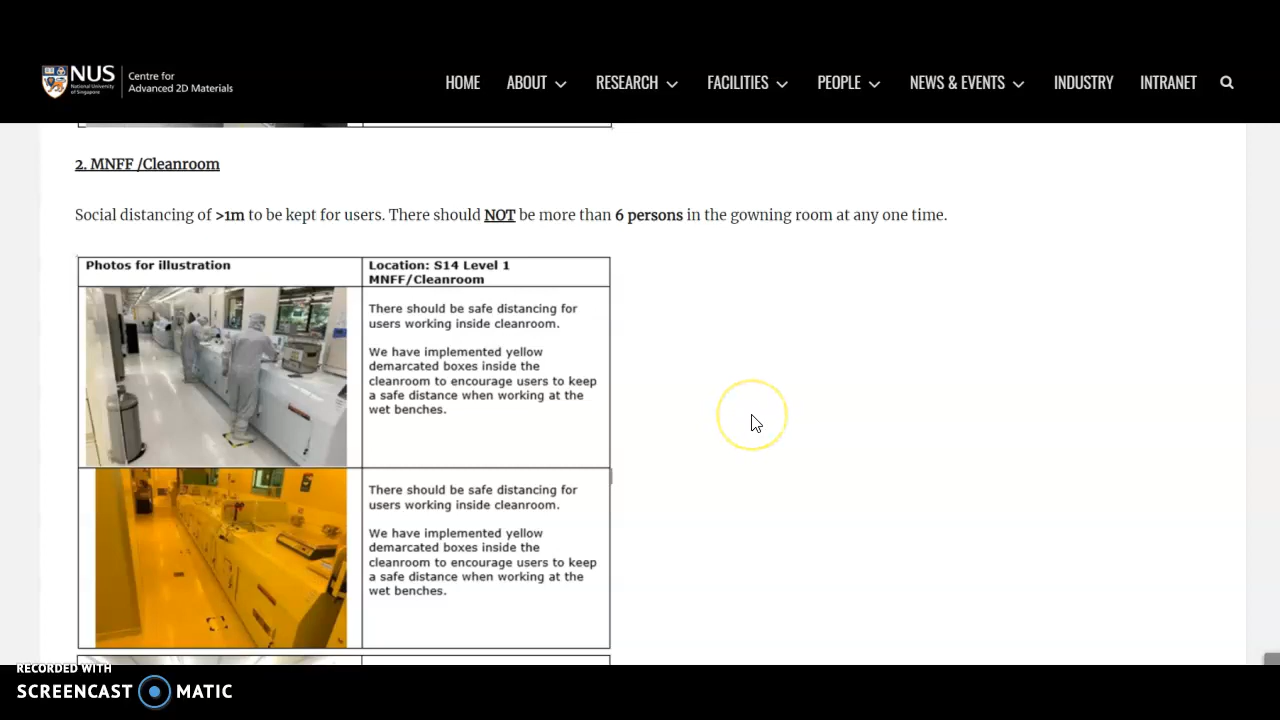 NUS
National University
of Singapore
Centre for
Advanced 2D Materials
HOME ABOUT RESEARCH FACILITIES PEOPLE NEWS & EVENTS INDUSTRY INTRANET
2. MNFF /Cleanroom
Social distancing of >1m to be kept for users. There should NOT be more than 6 persons in the gowning room at any one time.
Photos for illustration
Location: S14 Level 1
MNFF/Cleanroom
There should be safe distancing for
users working inside cleanroom.
We have implemented yellow
demarcated boxes inside the
cleanroom to encourage users to keep
a safe distance when working at the
wet benches.
There should be safe distancing for
users working inside cleanroom.
We have implemented yellow
demarcated boxes inside the
cleanroom to encourage users to keep
a safe distance when working at the
wet benches.
RECORDED WITH
SCREENCAST MATIC